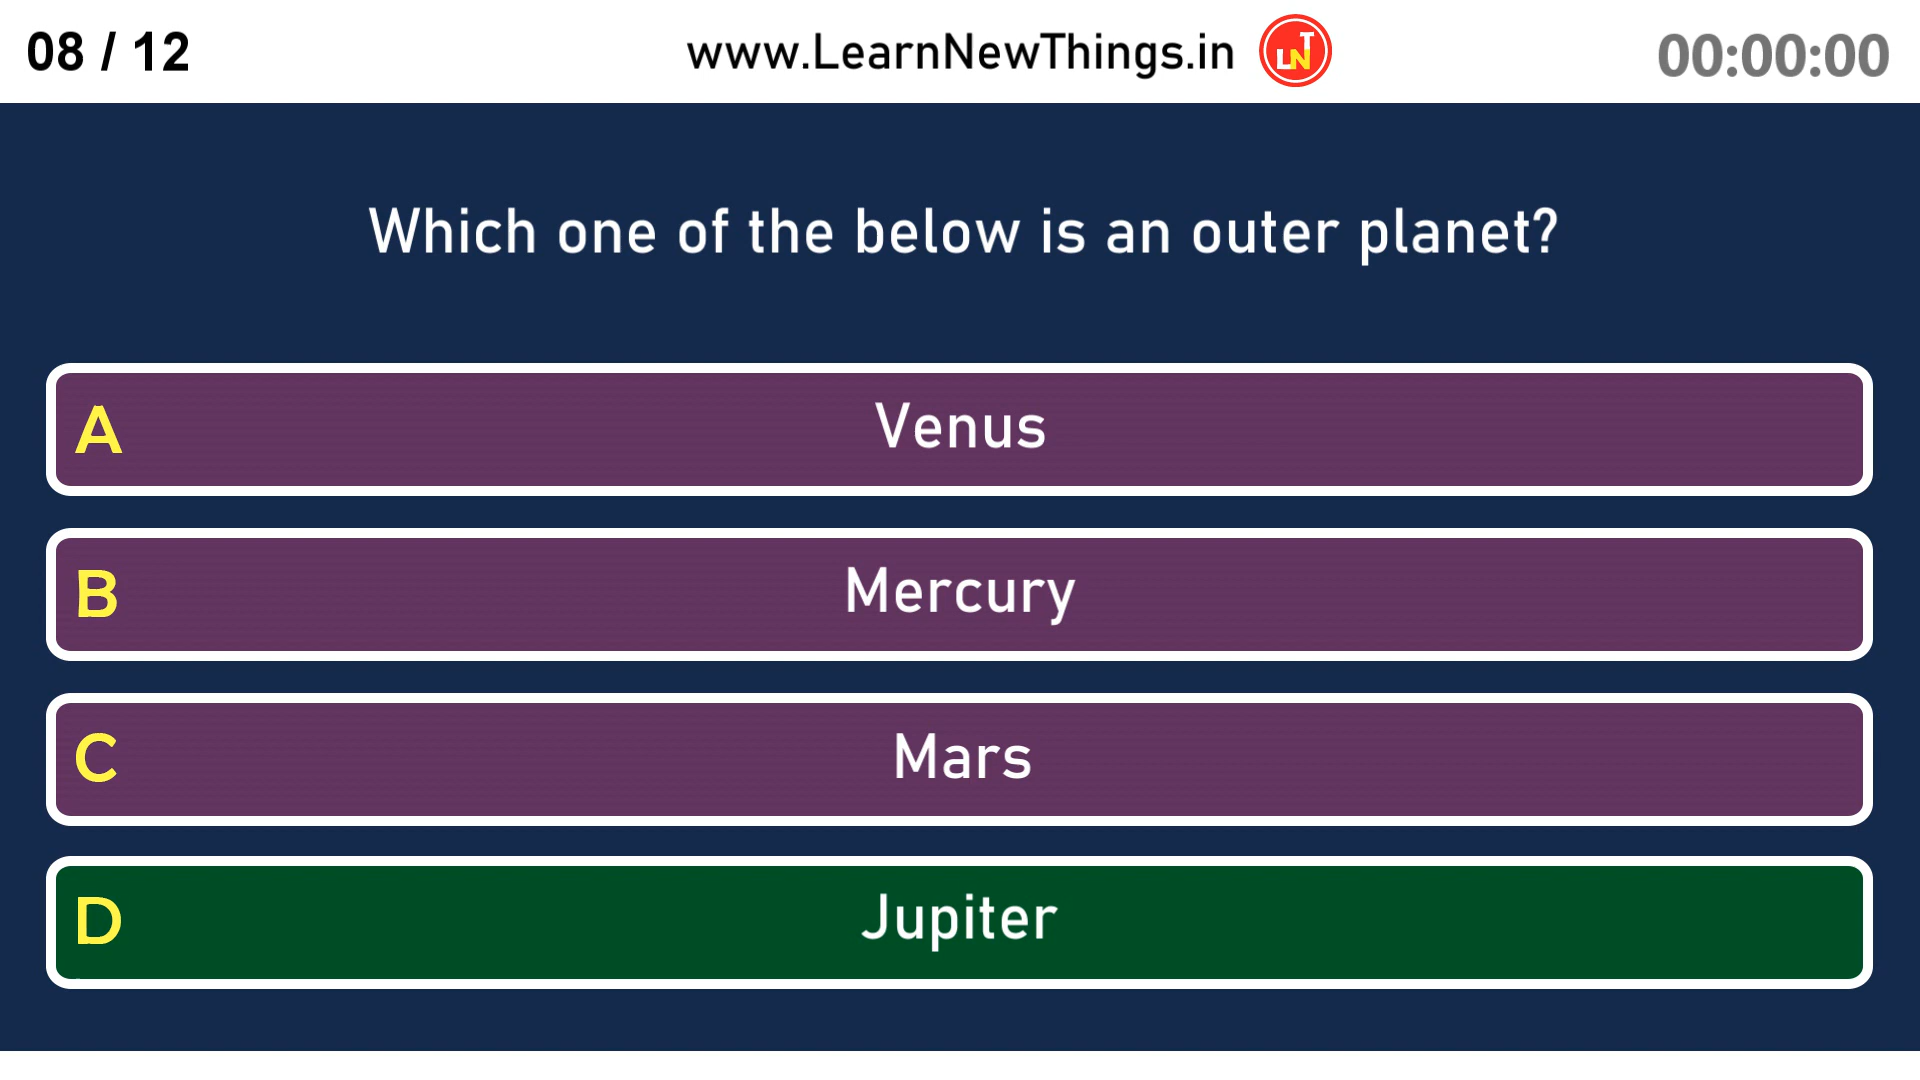 08 / 12
www.LearnNewThings.in
LNT
00:00:00
Which one of the below is an outer planet?
A Venus
B Mercury
C Mars
D Jupiter